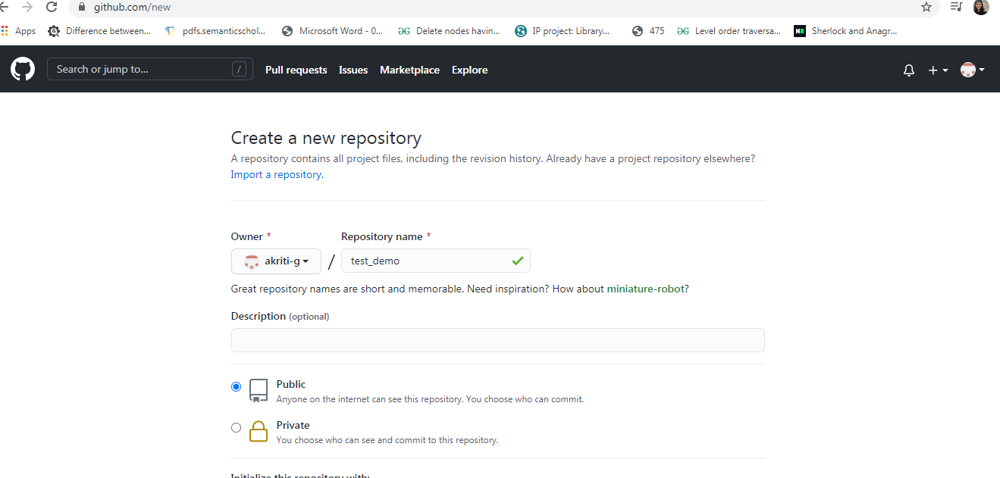 github.com/new
Apps Difference between... pdfs.semanticschol... Microsoft Word - 0... Delete nodes havin... IP project: Library... 475 Level order traversa... Sherlock and Anagr...
Search or jump to... / Pull requests Issues Marketplace Explore
Create a new repository
A repository contains all project files, including the revision history. Already have a project repository elsewhere?
Import a repository.
Owner * Repository name *
akriti-g / test_demo
Great repository names are short and memorable. Need inspiration? How about miniature-robot?
Description (optional)
Public
Anyone on the internet can see this repository. You choose who can commit.
Private
You choose who can see and commit to this repository.
Initialize this repository with: